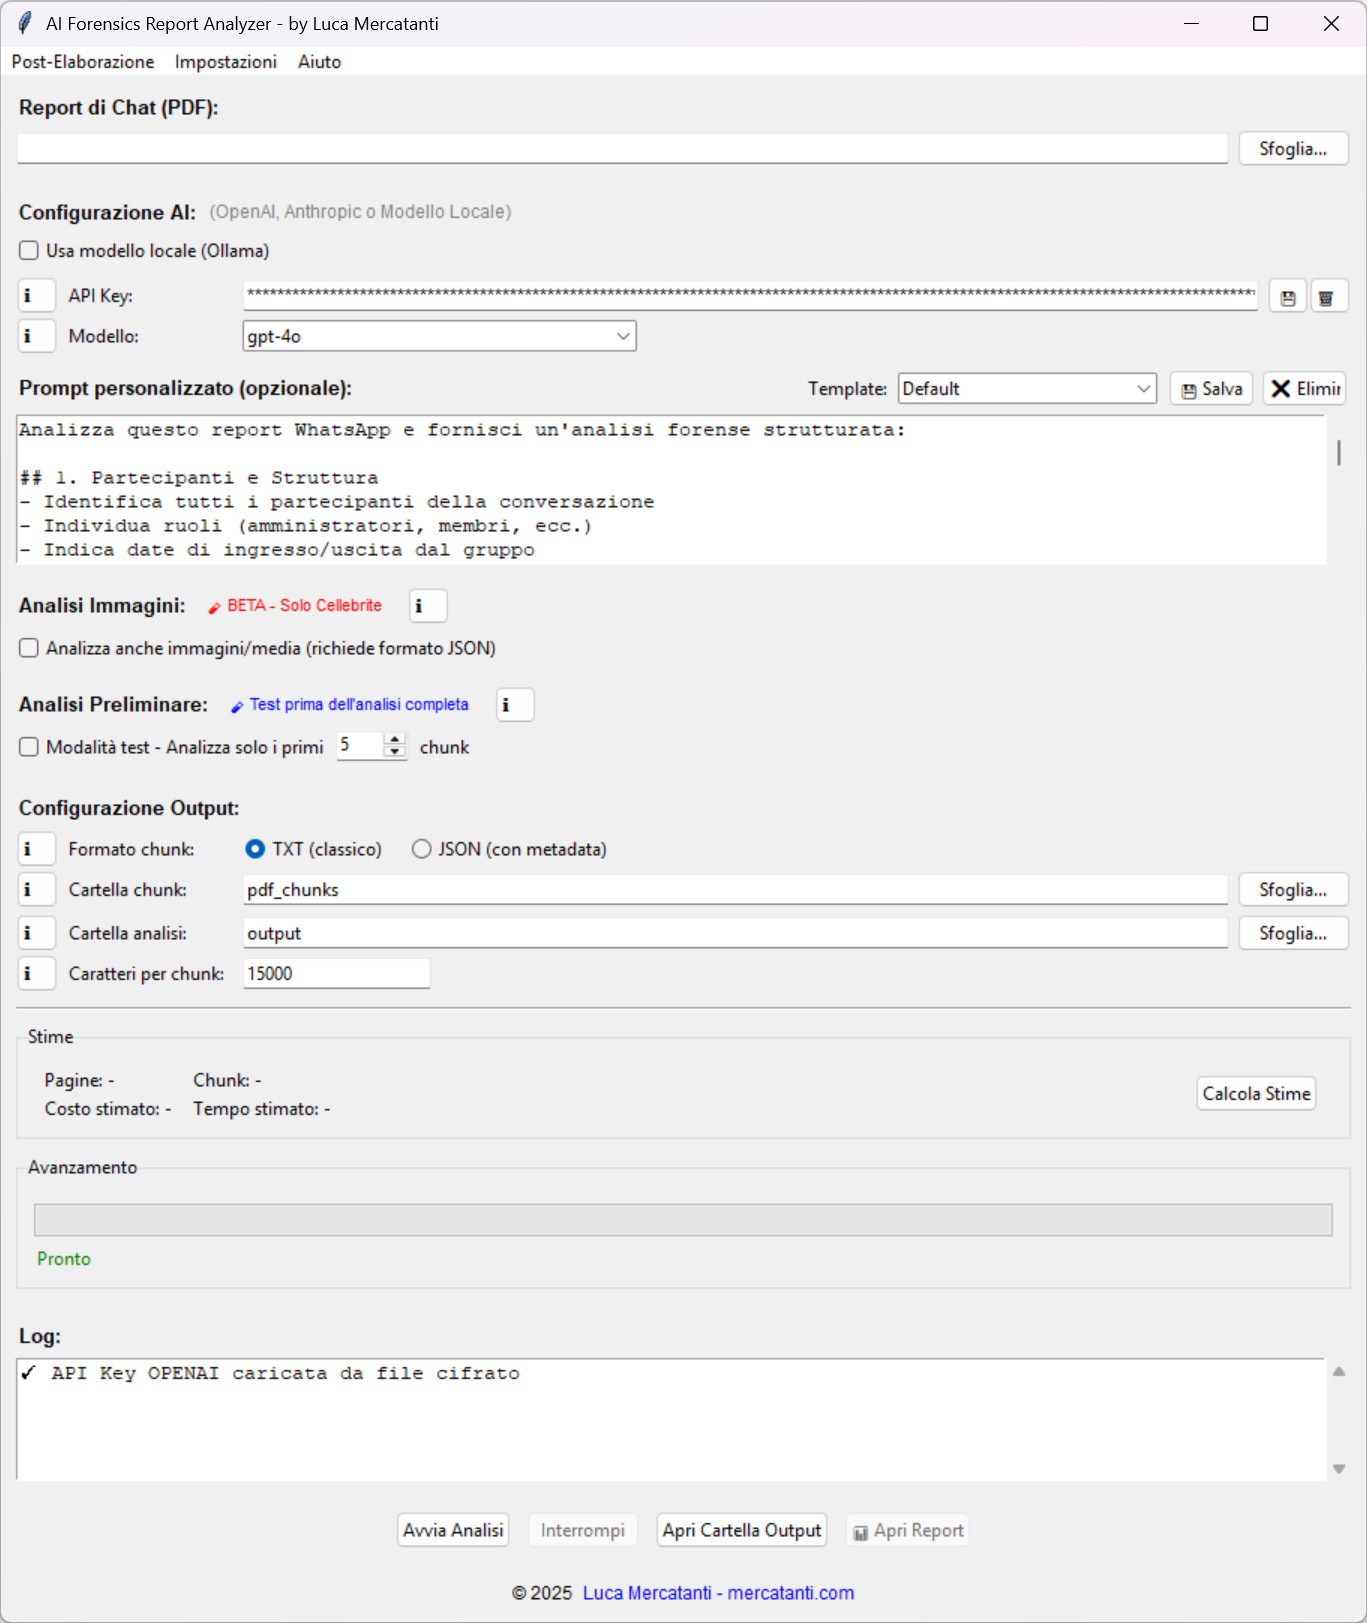 AI Forensics Report Analyzer - by Luca Mercatanti
Post-Elaborazione Impostazioni Aiuto
Report di Chat (PDF):
Sfoglia...
Configurazione AI: (OpenAI, Anthropic o Modello Locale)
Usa modello locale (Ollama)
i API Key:
i Modello: gpt-4o
Prompt personalizzato (opzionale): Template: Default Salva Elimir
Analizza questo report WhatsApp e fornisci un'analisi forense strutturata:
## 1. Partecipanti e Struttura
- Identifica tutti i partecipanti della conversazione
- Individua ruoli (amministratori, membri, ecc.)
- Indica date di ingresso/uscita dal gruppo
Analisi Immagini: BETA - Solo Cellebrite i
Analizza anche immagini/media (richiede formato JSON)
Analisi Preliminare: Test prima dell'analisi completa i
Modalità test - Analizza solo i primi 5 chunk
Configurazione Output:
i Formato chunk: TXT (classico) JSON (con metadata)
i Cartella chunk: pdf_chunks Sfoglia...
i Cartella analisi: output Sfoglia...
i Caratteri per chunk: 15000
Stime
Pagine: - Chunk: -
Costo stimato: - Tempo stimato: -
Calcola Stime
Avanzamento
Pronto
Log:
✓ API Key OPENAI caricata da file cifrato
Avvia Analisi Interrompi Apri Cartella Output Apri Report
© 2025 Luca Mercatanti - mercatanti.com